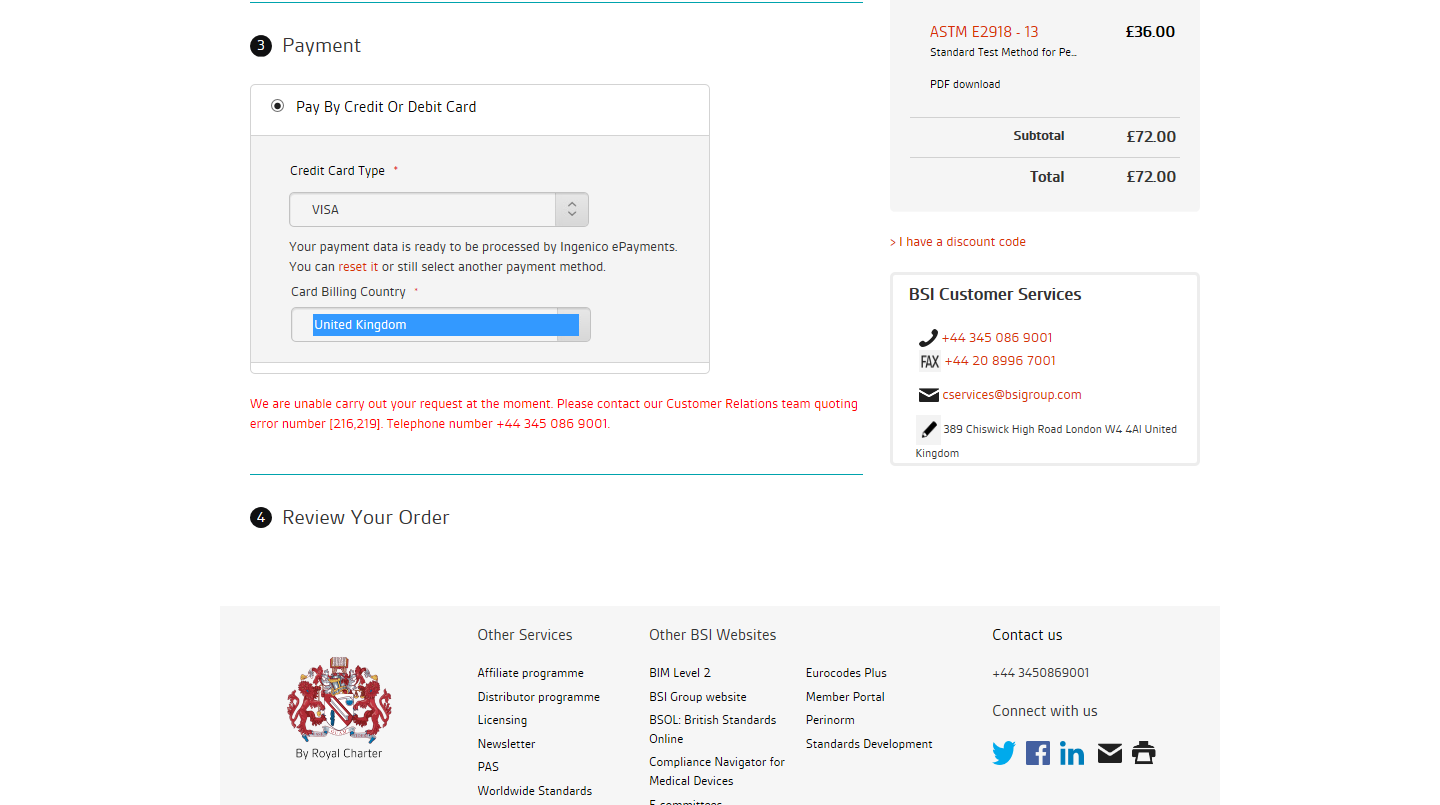 3 Payment
Pay By Credit Or Debit Card
Credit Card Type *
VISA
Your payment data is ready to be processed by Ingenico ePayments.
You can reset it or still select another payment method.
Card Billing Country *
United Kingdom
We are unable carry out your request at the moment. Please contact our Customer Relations team quoting
error number [216,219]. Telephone number +44 345 086 9001.
4 Review Your Order
ASTM E2918 - 13 £36.00
Standard Test Method for Pe...
PDF download
Subtotal £72.00
Total £72.00
> I have a discount code
BSI Customer Services
+44 345 086 9001
FAX +44 20 8996 7001
cservices@bsigroup.com
389 Chiswick High Road London W4 4Al United
Kingdom
By Royal Charter
Other Services
Affiliate programme
Distributor programme
Licensing
Newsletter
PAS
Worldwide Standards
Other BSI Websites
BIM Level 2
BSI Group website
BSOL: British Standards
Online
Compliance Navigator for
Medical Devices
E-committees
Eurocodes Plus
Member Portal
Perinorm
Standards Development
Contact us
+44 3450869001
Connect with us